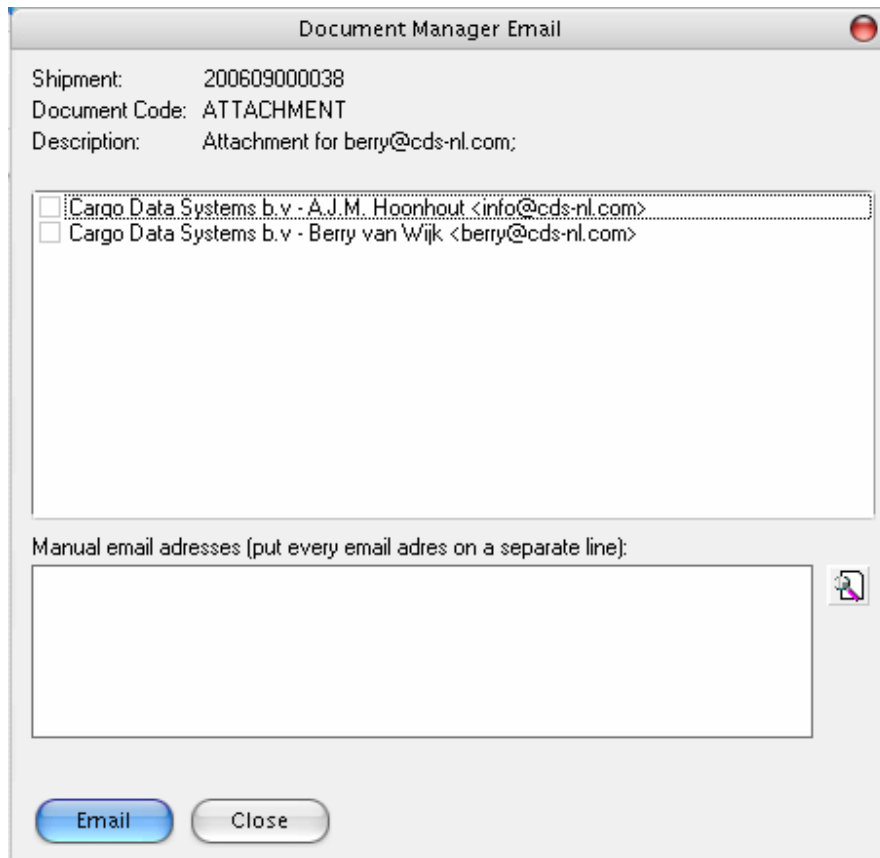 Document Manager Email
Shipment: 200609000038
Document Code: ATTACHMENT
Description: Attachment for berry@cds-nl.com;
Cargo Data Systems b.v - A.J.M. Hoonhout <info@cds-nl.com>
Cargo Data Systems b.v - Berry van Wijk <berry@cds-nl.com>
Manual email adresses (put every email adres on a separate line):
Email Close